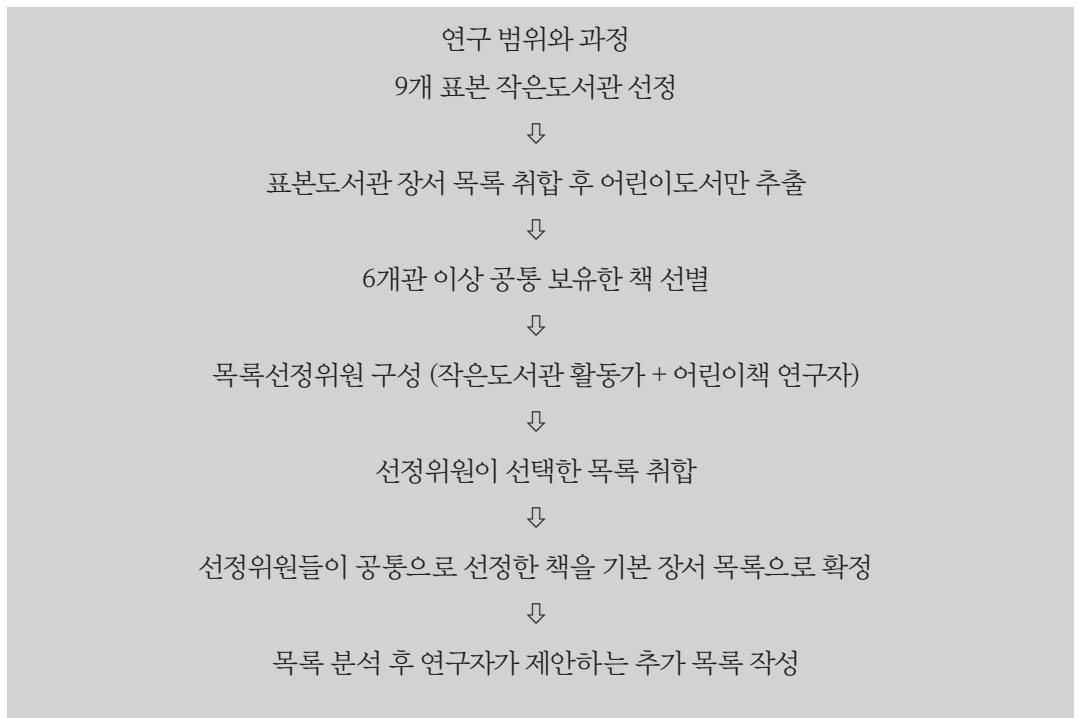 연구 범위와 과정
9개 표본 작은도서관 선정
⇩
표본도서관 장서 목록 취합 후 어린이도서만 추출
⇩
6개관 이상 공통 보유한 책 선별
⇩
목록선정위원 구성 (작은도서관 활동가 + 어린이책 연구자)
⇩
선정위원이 선택한 목록 취합
⇩
선정위원들이 공통으로 선정한 책을 기본 장서 목록으로 확정
⇩
목록 분석 후 연구자가 제안하는 추가 목록 작성